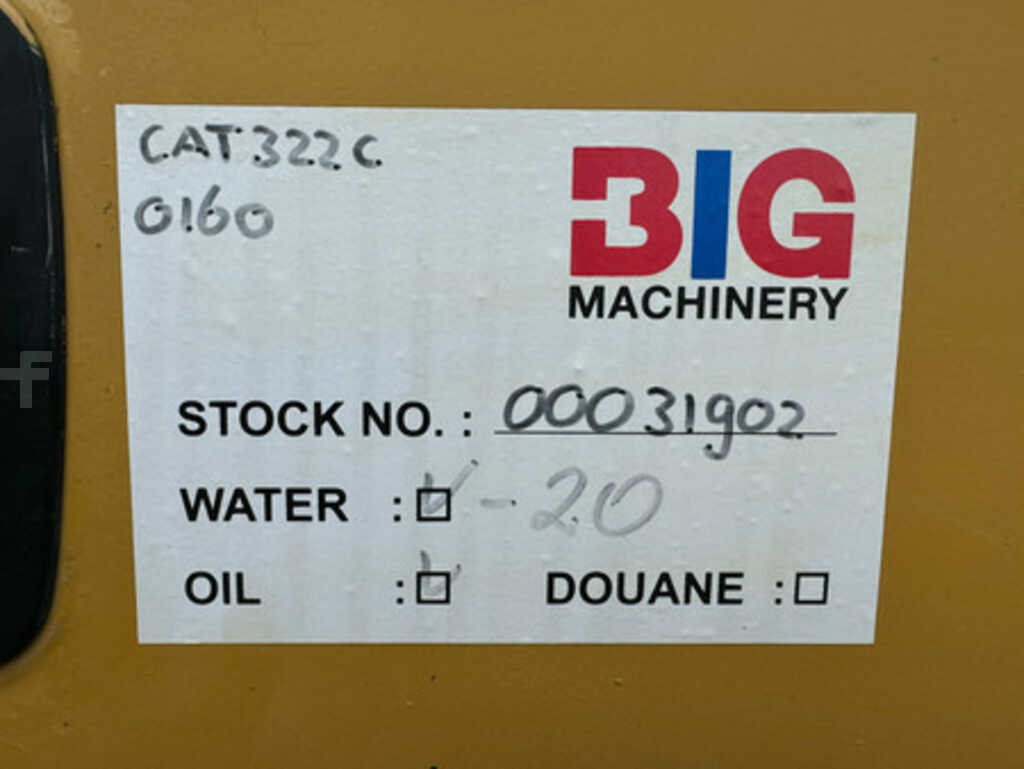 CAT 322C
0160
BIG
MACHINERY
STOCK NO. : 00031902
WATER : ☑ -20
OIL : ☑ DOUANE : ☐
f